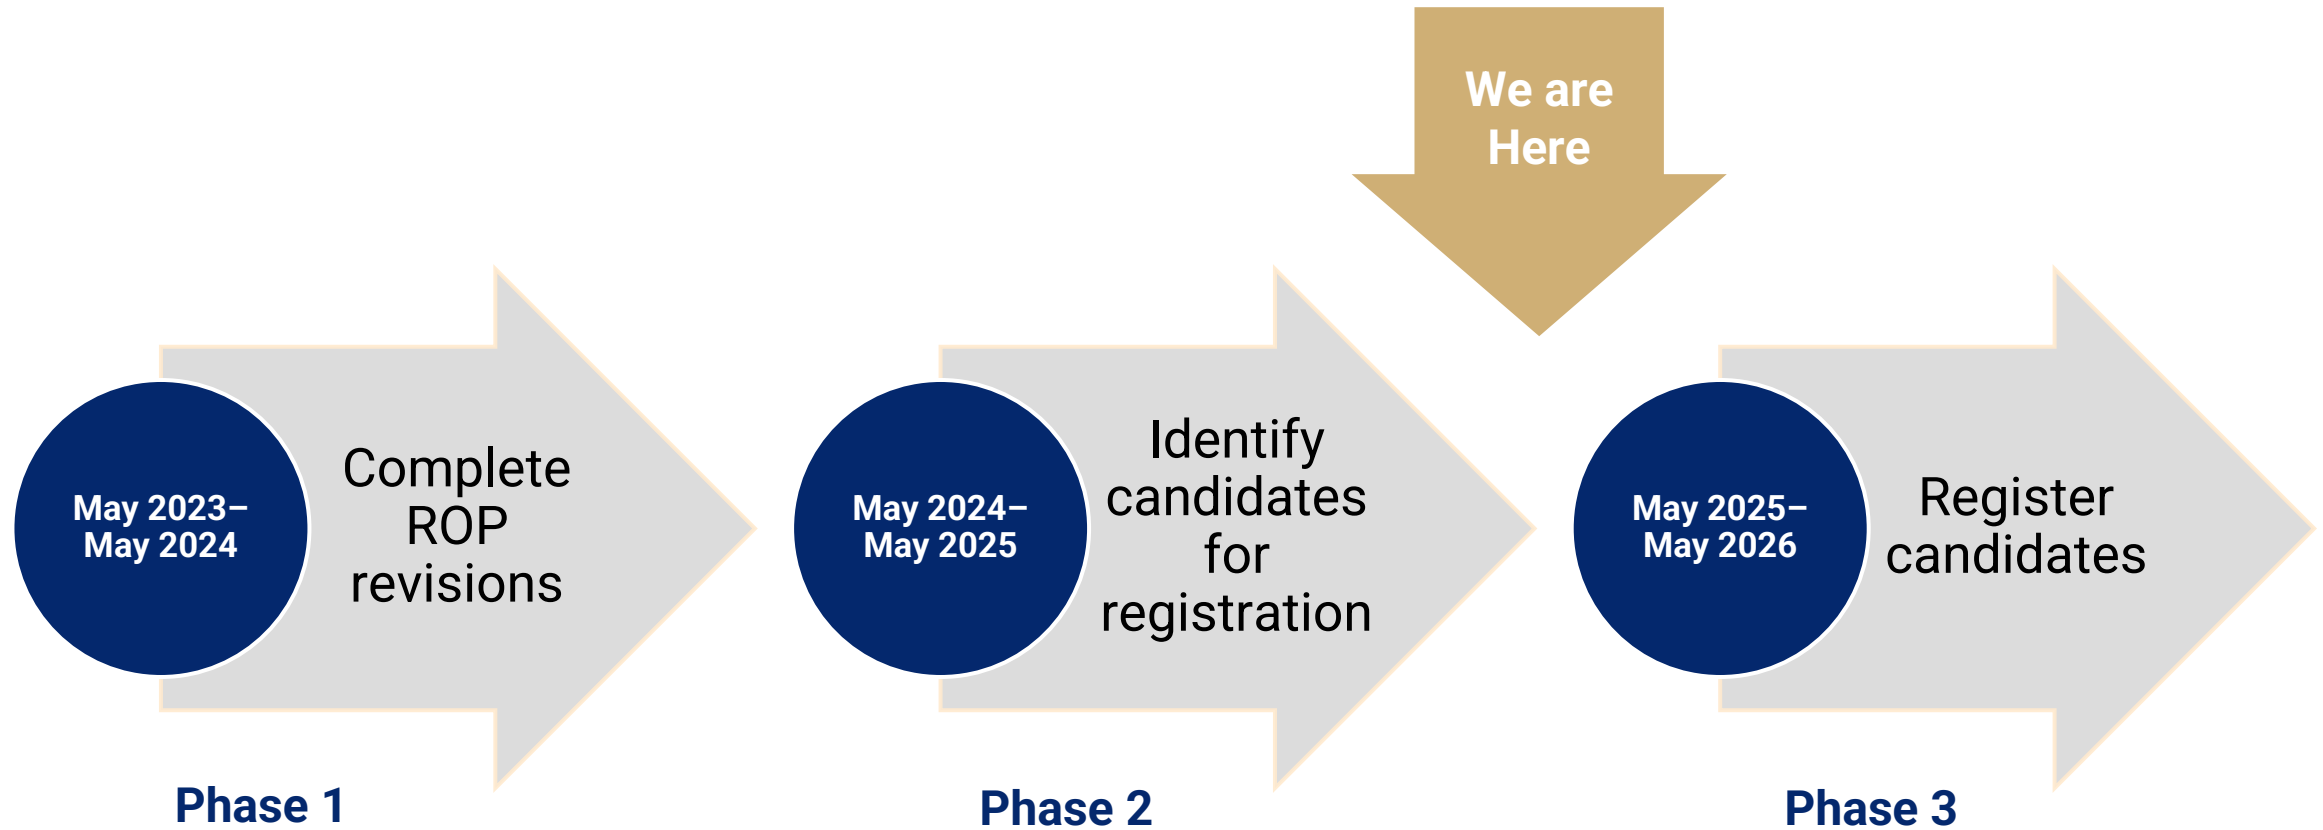 We are
Here
May 2023–
May 2024
Complete
ROP
revisions
May 2024–
May 2025
Identify
candidates
for
registration
May 2025–
May 2026
Register
candidates
Phase 1
Phase 2
Phase 3